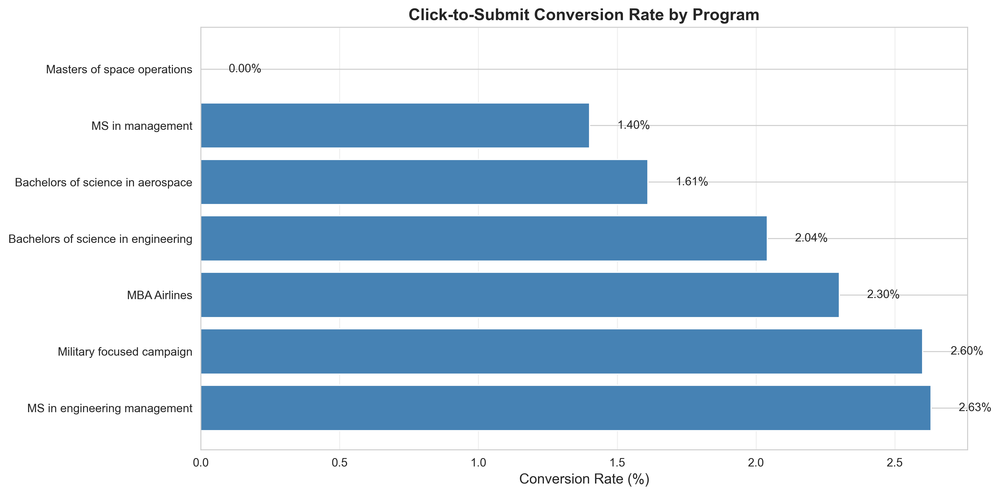 Click-to-Submit Conversion Rate by Program
Masters of space operations
0.00%
MS in management
1.40%
Bachelors of science in aerospace
1.61%
Bachelors of science in engineering
2.04%
MBA Airlines
2.30%
Military focused campaign
2.60%
MS in engineering management
2.63%
0.0 0.5 1.0 1.5 2.0 2.5
Conversion Rate (%)